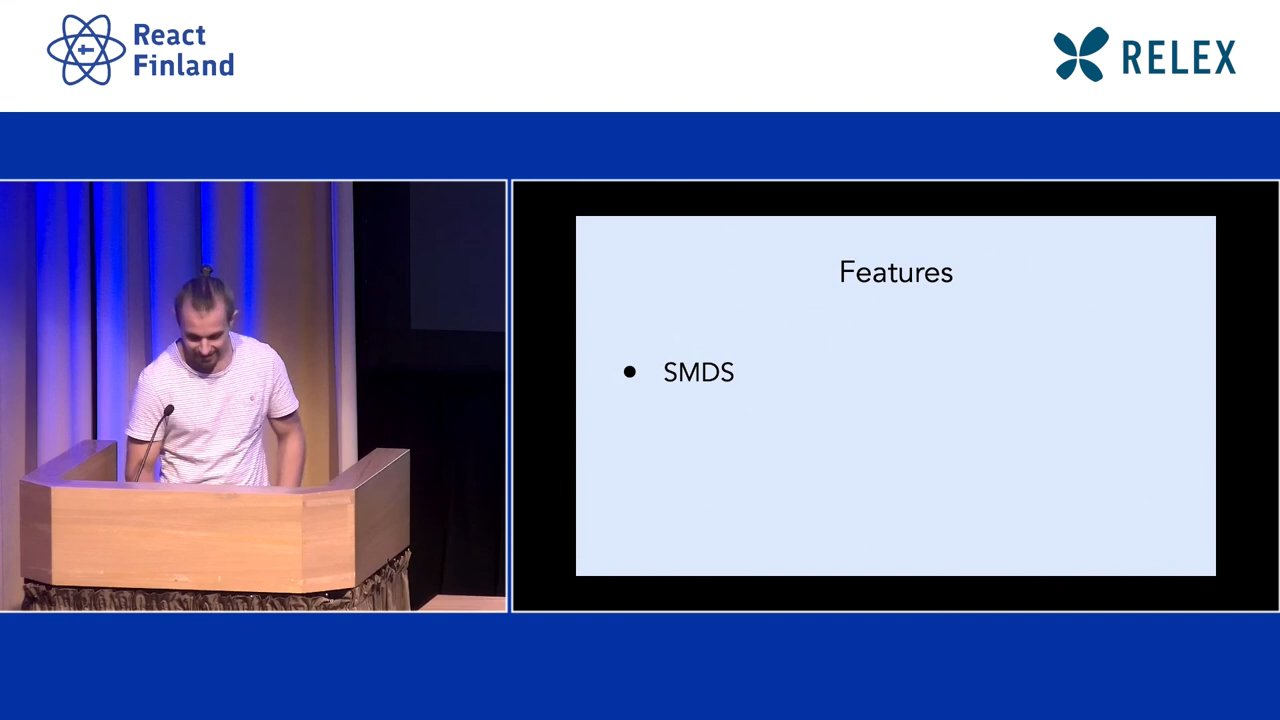 React
Finland
RELEX
Features
● SMDS